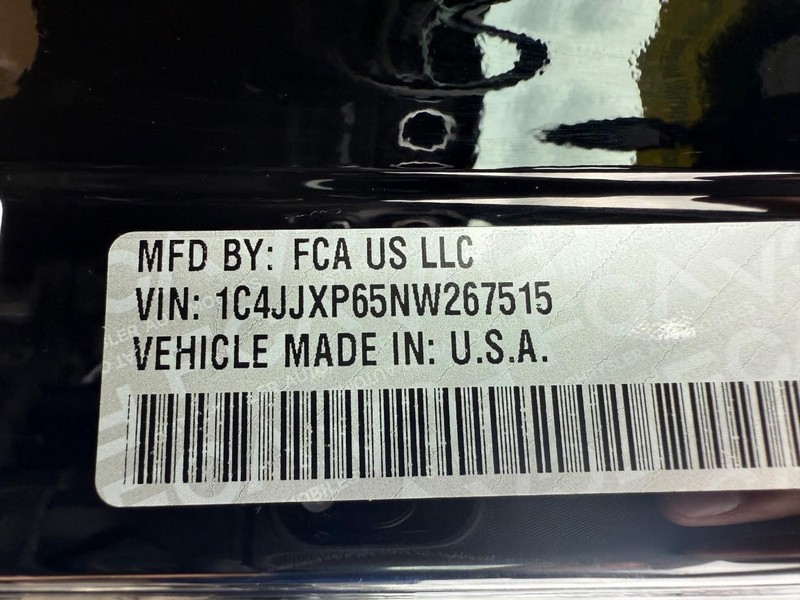 MFD BY: FCA US LLC
VIN: 1C4JJXP65NW267515
VEHICLE MADE IN: U.S.A.